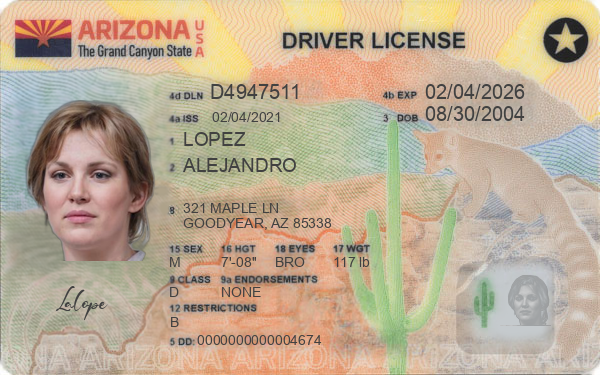 ARIZONA USA
The Grand Canyon State
DRIVER LICENSE
4d DLN D4947511 4b EXP 02/04/2026
4a ISS 02/04/2021 3 DOB 08/30/2004
1 LOPEZ
2 ALEJANDRO
8 321 MAPLE LN
GOODYEAR, AZ 85338
15 SEX 16 HGT 18 EYES 17 WGT
M 7'-08" BRO 117 lb
9 CLASS 9a ENDORSEMENTS
D NONE
12 RESTRICTIONS
B
LaCope
5 DD: 0000000000004674
ARIZONA ARIZONA ARIZONA ARIZONA